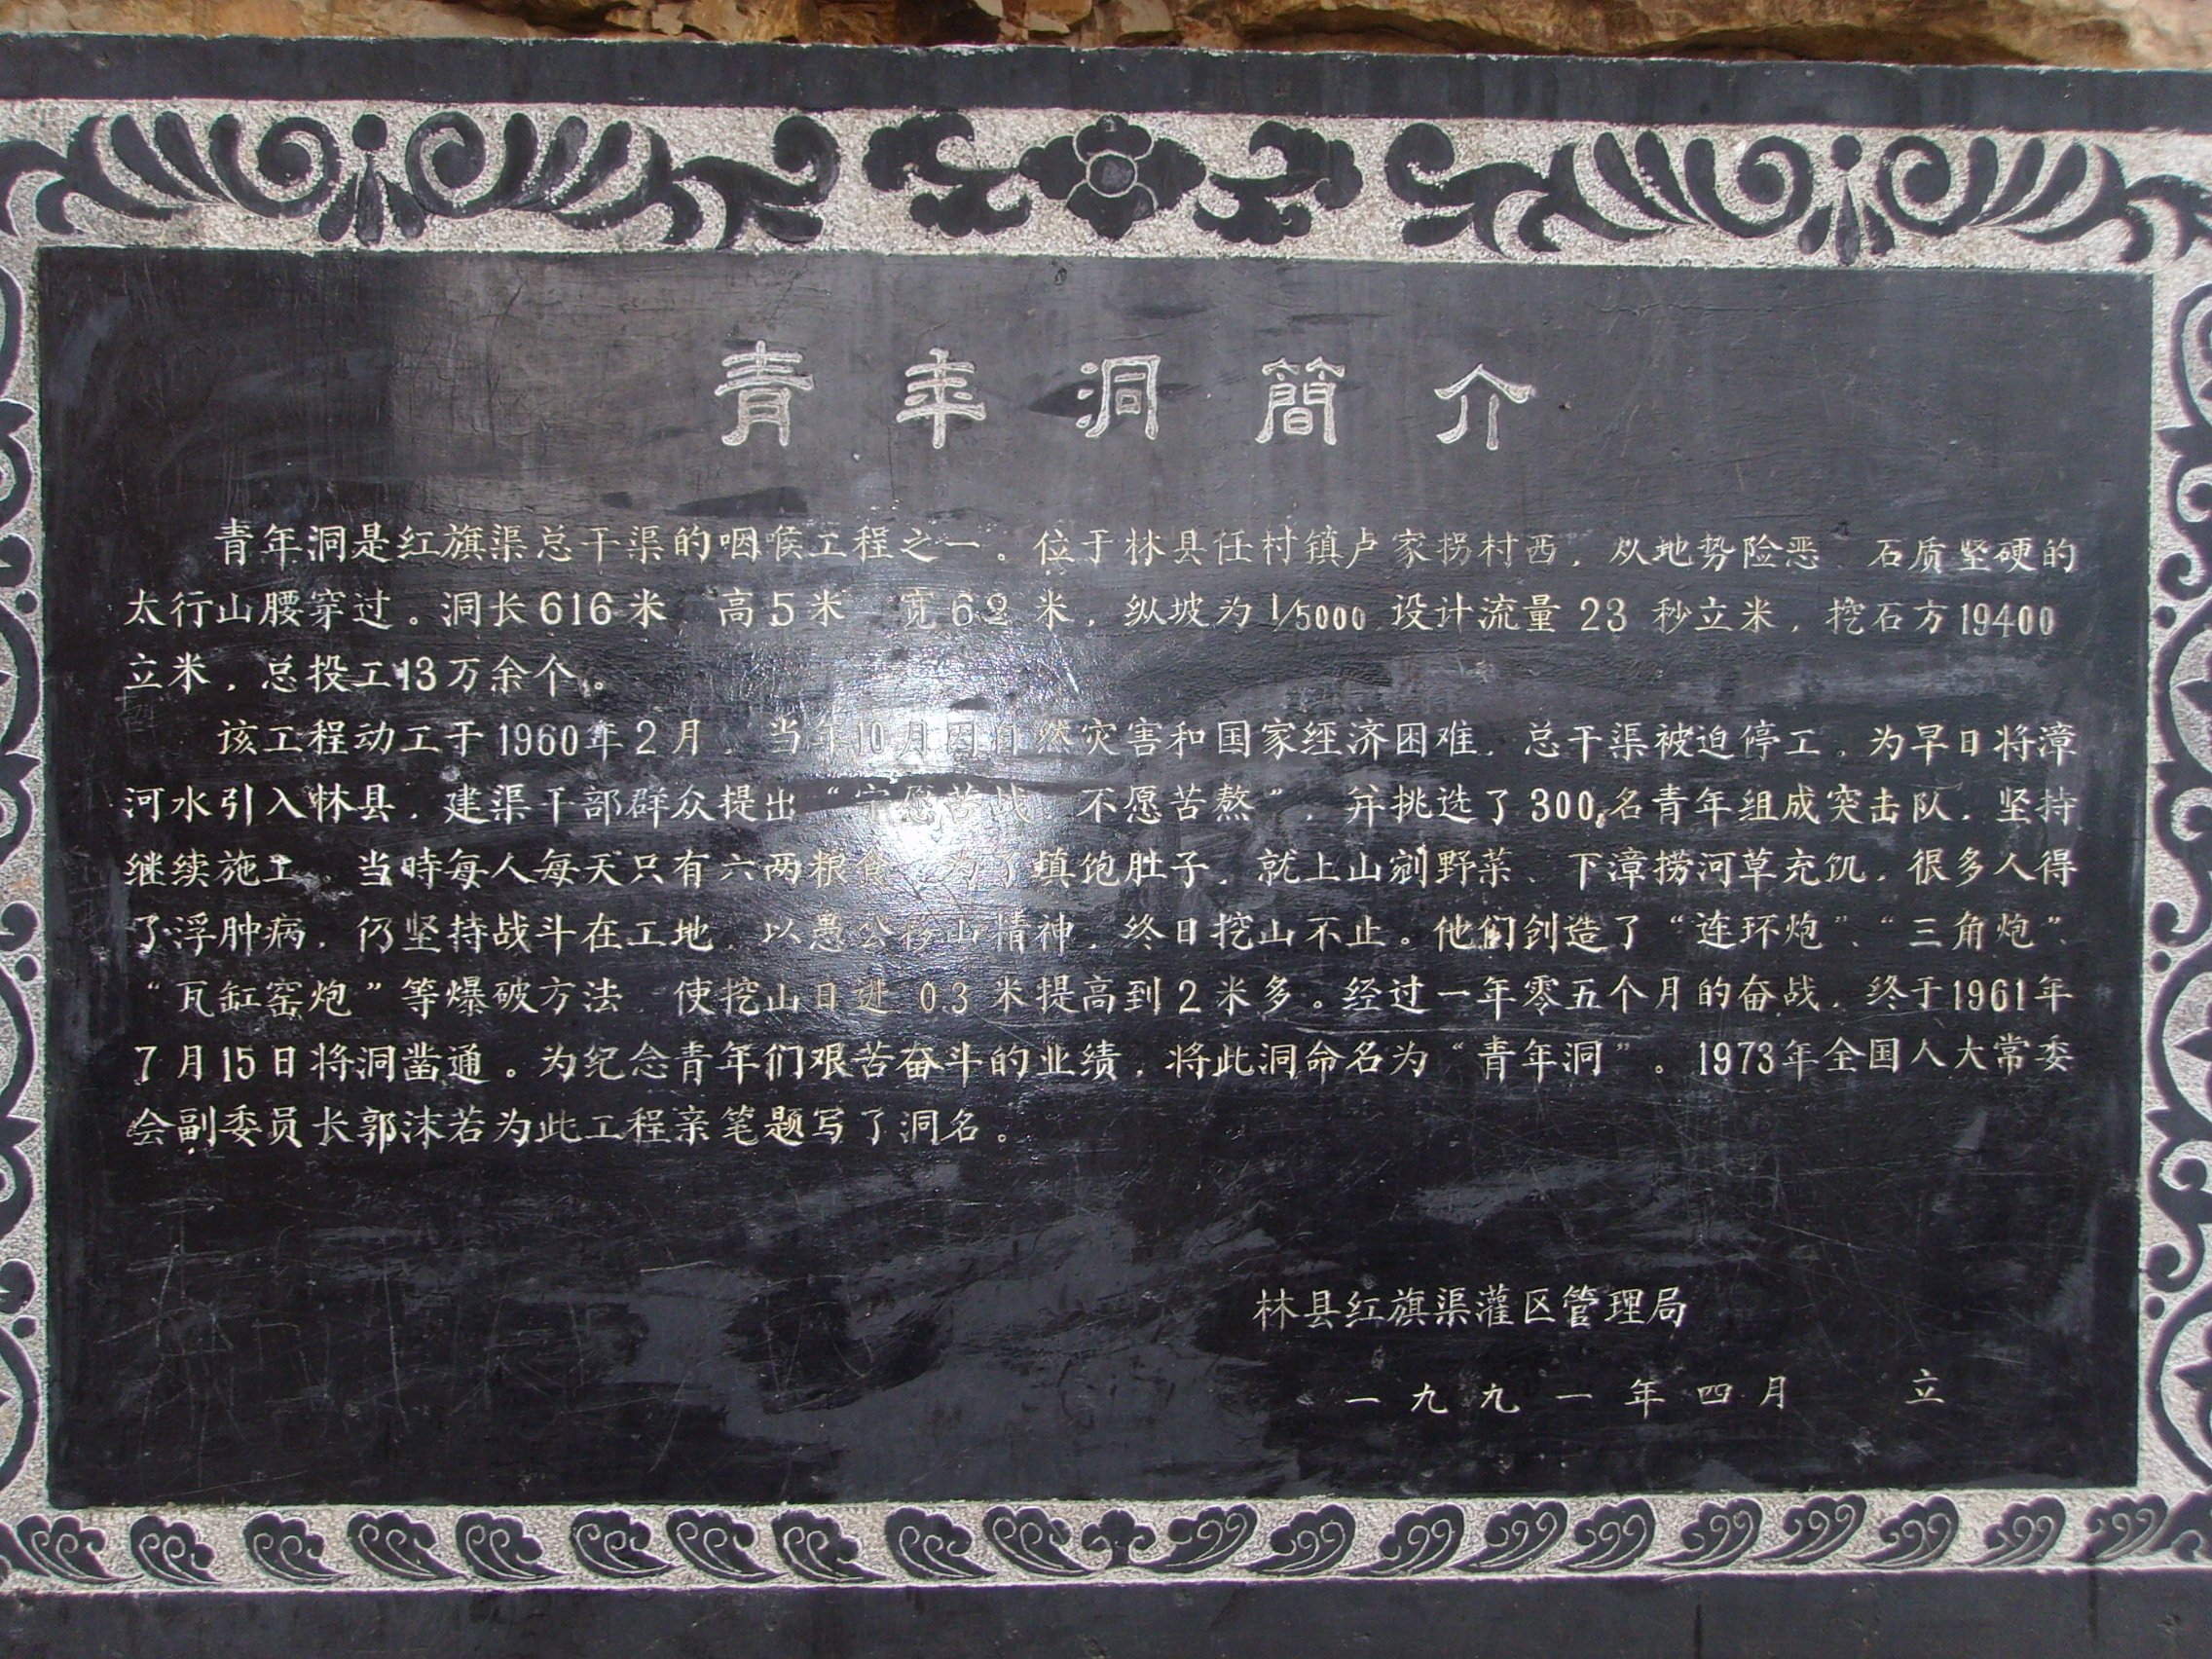 青年洞簡介
青年洞是红旗渠总干渠的咽喉工程之一。位于林县任村镇卢家拐村西，从地势险恶 石质坚硬的
太行山腰穿过。洞长616米 高5米 宽6.2米，纵坡为1/5000 设计流量23秒立米，挖石方19400
立米，总投工13万余个。
该工程动工于1960年2月，当年10月因自然灾害和国家经济困难，总干渠被迫停工。为早日将漳
河水引入林县，建渠干部群众提出“宁愿苦战 不愿苦熬”，并挑选了300名青年组成突击队，坚持
继续施工 当時每人每天只有六两粮食 为了填饱肚子，就上山剜野菜、下漳捞河草充饥，很多人得
了浮肿病，仍坚持战斗在工地，以愚公移山精神，终日挖山不止。他们创造了“连环炮”、“三角炮”、
“瓦缸窑炮”等爆破方法 使挖山日进0.3米提高到2米多。经过一年零五个月的奋战，终于1961年
7月15日将洞凿通。为纪念青年们艰苦奋斗的业绩，将此洞命名为“青年洞”。1973年全国人大常委
会副委员长郭沫若为此工程亲笔题写了洞名。
林县红旗渠灌区管理局
一九九一年四月 立